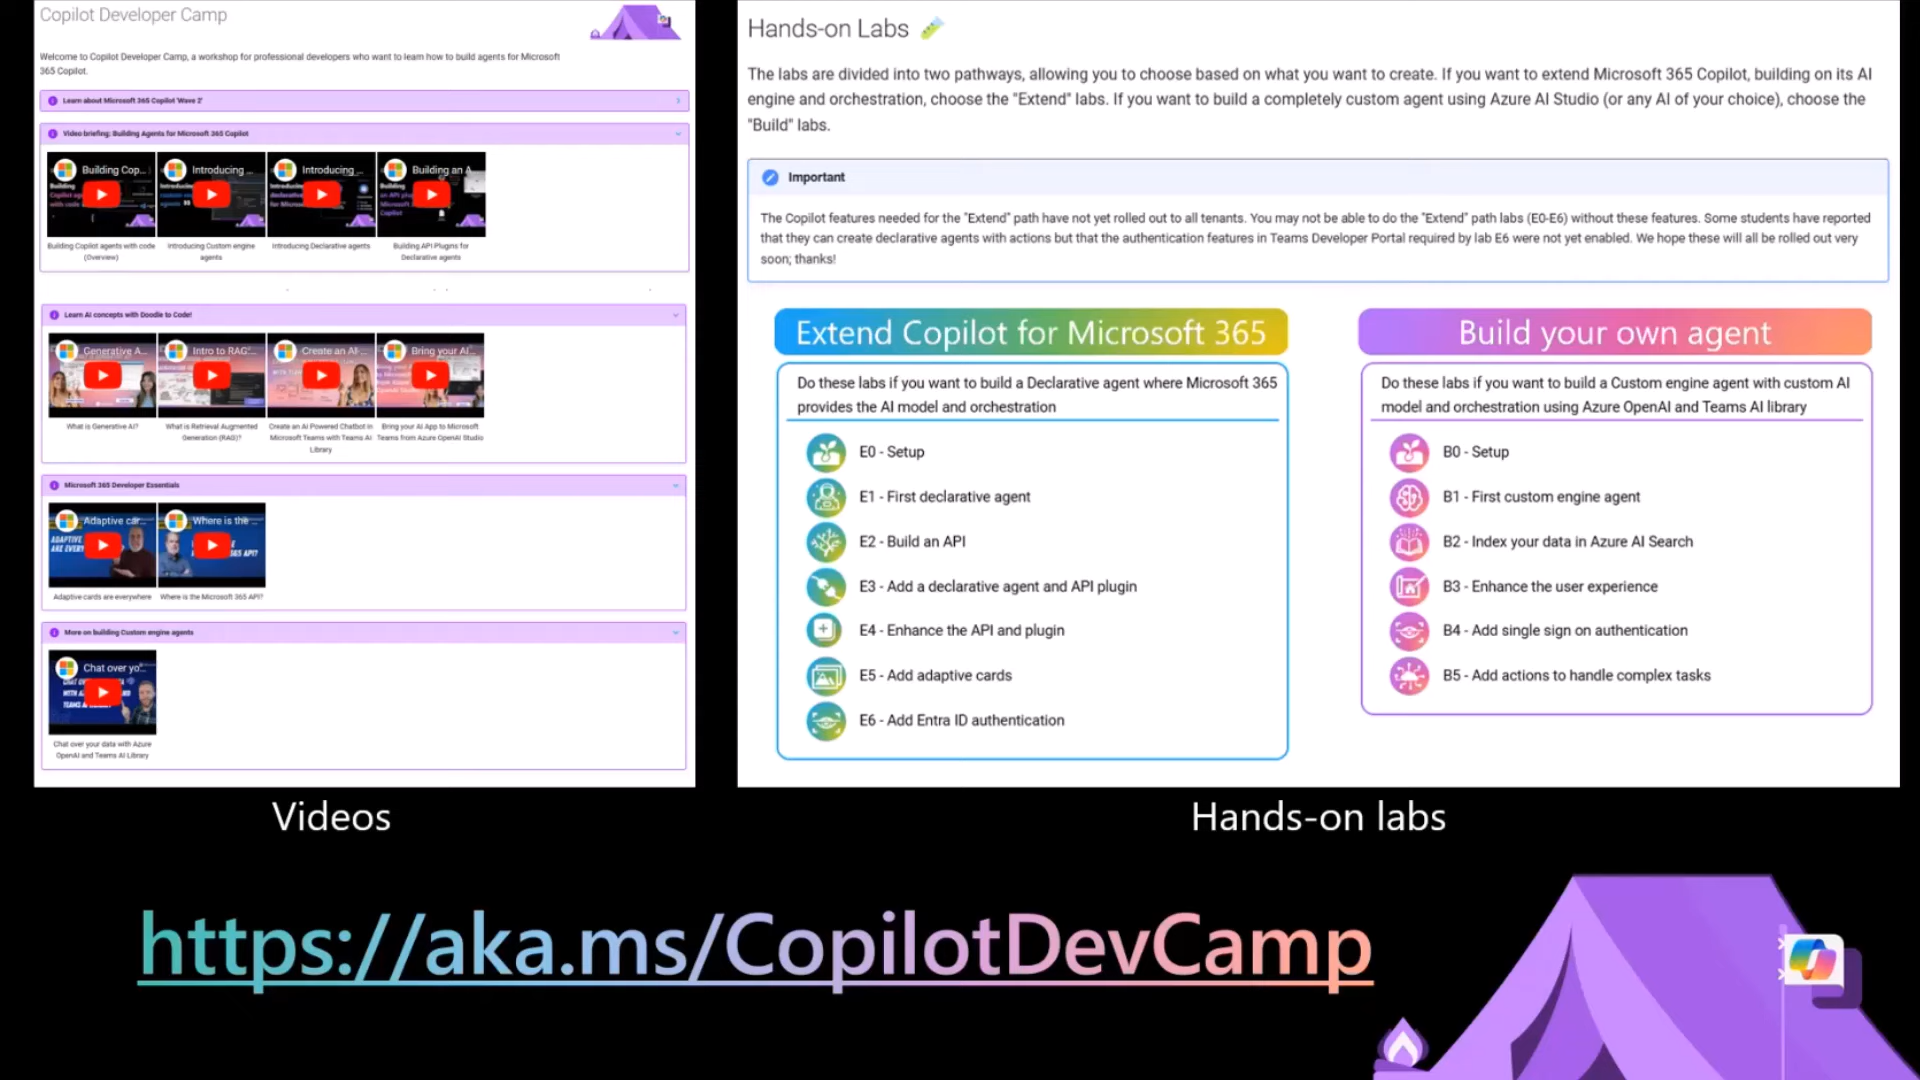 Copilot Developer Camp
Welcome to Copilot Developer Camp, a workshop for professional developers who want to learn how to build agents for Microsoft
365 Copilot.
Learn about Microsoft 365 Copilot 'Wave 2'
Video briefing: Building Agents for Microsoft 365 Copilot
Building Cop...
Introducing ...
Introducing...
Building an A
Building Copilot agents with code
(Overview)
Introducing Custom engine
agents
Introducing Declarative agents
Building API Plugins for
Declarative agents
Learn AI concepts with Doodle to Code!
Generative A...
Intro to RAG"...
Create an AI-...
Bring your AI...
What is Generative AI?
What is Retrieval Augmented
Generation (RAG)?
Create an AI Powered Chatbot in
Microsoft Teams with Teams AI
Library
Bring your AI App to Microsoft
Teams from Azure OpenAI Studio
Microsoft 365 Developer Essentials
Adaptive car...
Where is the ...
Adaptive cards are everywhere
Where is the Microsoft 365 API?
More on building Custom engine agents
Chat over yo...
Chat over your data with Azure
OpenAI and Teams AI Library
Videos
Hands-on Labs
The labs are divided into two pathways, allowing you to choose based on what you want to create. If you want to extend Microsoft 365 Copilot, building on its AI
engine and orchestration, choose the "Extend" labs. If you want to build a completely custom agent using Azure AI Studio (or any AI of your choice), choose the
"Build" labs.
Important
The Copilot features needed for the "Extend" path have not yet rolled out to all tenants. You may not be able to do the "Extend" path labs (E0-E6) without these features. Some students have reported
that they can create declarative agents with actions but that the authentication features in Teams Developer Portal required by lab E6 were not yet enabled. We hope these will all be rolled out very
soon; thanks!
Extend Copilot for Microsoft 365
Do these labs if you want to build a Declarative agent where Microsoft 365
provides the AI model and orchestration
E0 - Setup
E1 - First declarative agent
E2 - Build an API
E3 - Add a declarative agent and API plugin
E4 - Enhance the API and plugin
E5 - Add adaptive cards
E6 - Add Entra ID authentication
Build your own agent
Do these labs if you want to build a Custom engine agent with custom AI
model and orchestration using Azure OpenAI and Teams AI library
B0 - Setup
B1 - First custom engine agent
B2 - Index your data in Azure AI Search
B3 - Enhance the user experience
B4 - Add single sign on authentication
B5 - Add actions to handle complex tasks
Hands-on labs
https://aka.ms/CopilotDevCamp